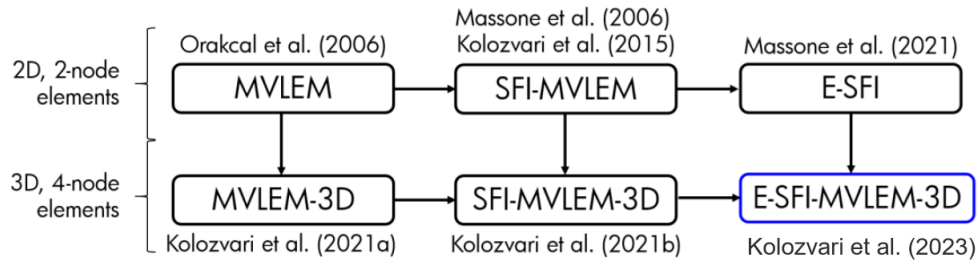 Massone et al. (2006)
Orakcal et al. (2006)
Kolozvari et al. (2015)
Massone et al. (2021)
2D, 2-node
elements
MVLEM
SFI-MVLEM
E-SFI
3D, 4-node
elements
MVLEM-3D
SFI-MVLEM-3D
E-SFI-MVLEM-3D
Kolozvari et al. (2021a)
Kolozvari et al. (2021b)
Kolozvari et al. (2023)